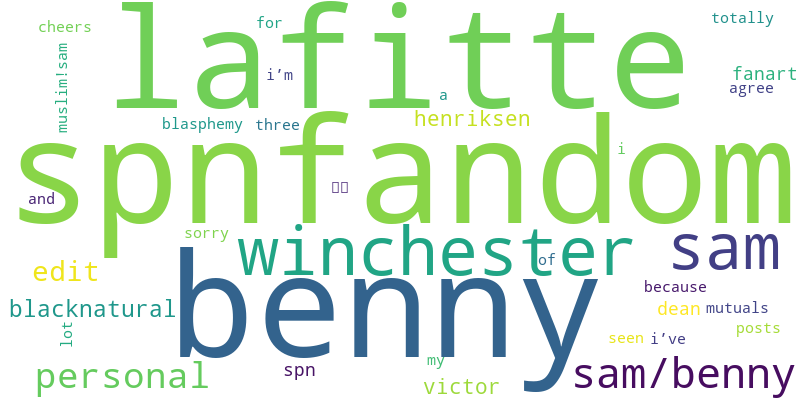 lafitte
cheers
for
totally
muslim!sam
i'm
fanart
agree
a
blasphemy
three
henriksen
spnfandom
i
and
sorry
winchester
sam
of
edit
benny
because
blacknatural
dean
mutuals
lot
posts
seen
i've
personal
spn
my
victor
sam/benny